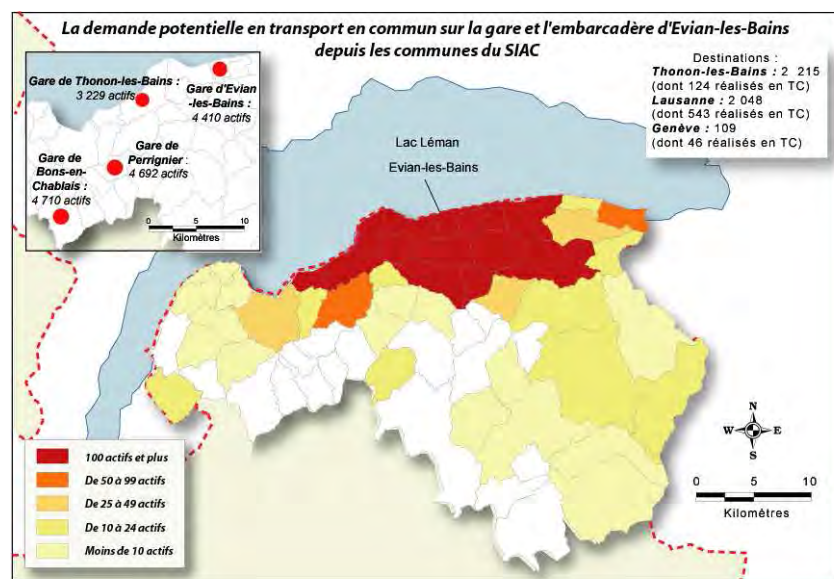 La demande potentielle en transport en commun sur la gare et l'embarcadère d'Evian-les-Bains
depuis les communes du SIAC
Gare de Thonon-les-Bains :
3 229 actifs
Gare d'Evian
-les-Bains :
4 410 actifs
Gare de
Perrignier :
4 692 actifs
Gare de
Bons-en-
Chablais :
4 710 actifs
0 5 10
Kilomètres
Destinations :
Thonon-les-Bains : 2 215
(dont 124 réalisés en TC)
Lausanne : 2 048
(dont 543 réalisés en TC)
Genève : 109
(dont 46 réalisés en TC)
Lac Léman
Evian-les-Bains
100 actifs et plus
De 50 à 99 actifs
De 25 à 49 actifs
De 10 à 24 actifs
Moins de 10 actifs
N
W E
S
0 5 10
Kilomètres